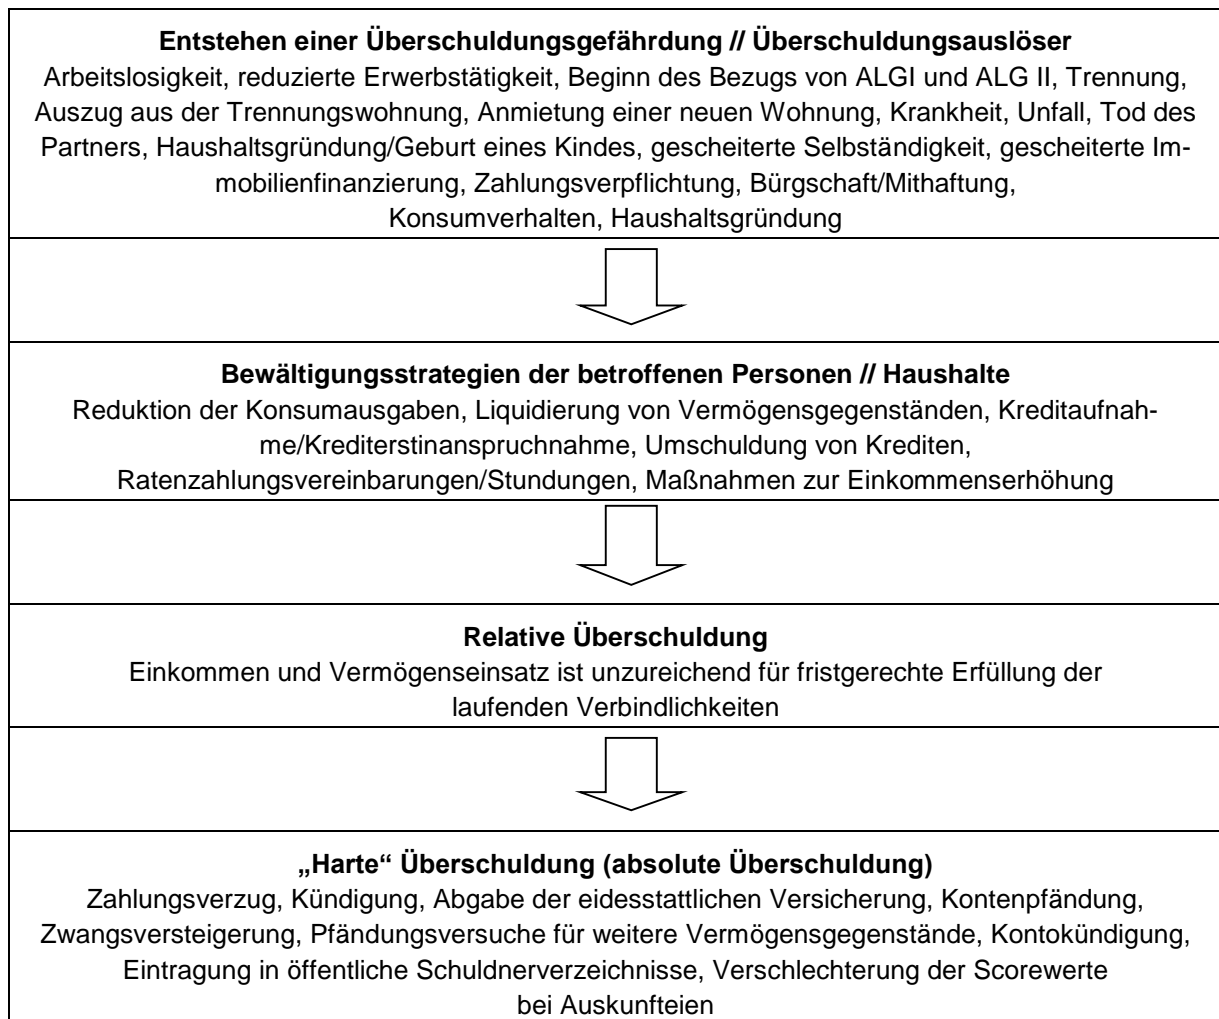 Entstehen einer Überschuldungsgefährdung // Überschuldungsauslöser
Arbeitslosigkeit, reduzierte Erwerbstätigkeit, Beginn des Bezugs von ALGI und ALG II, Trennung,
Auszug aus der Trennungswohnung, Anmietung einer neuen Wohnung, Krankheit, Unfall, Tod des
Partners, Haushaltsgründung/Geburt eines Kindes, gescheiterte Selbständigkeit, gescheiterte Im-
mobilienfinanzierung, Zahlungsverpflichtung, Bürgschaft/Mithaftung,
Konsumverhalten, Haushaltsgründung
Bewältigungsstrategien der betroffenen Personen // Haushalte
Reduktion der Konsumausgaben, Liquidierung von Vermögensgegenständen, Kreditaufnah-
me/Krediterstinanspruchnahme, Umschuldung von Krediten,
Ratenzahlungsvereinbarungen/Stundungen, Maßnahmen zur Einkommenserhöhung
Relative Überschuldung
Einkommen und Vermögenseinsatz ist unzureichend für fristgerechte Erfüllung der
laufenden Verbindlichkeiten
„Harte“ Überschuldung (absolute Überschuldung)
Zahlungsverzug, Kündigung, Abgabe der eidesstattlichen Versicherung, Kontenpfändung,
Zwangsversteigerung, Pfändungsversuche für weitere Vermögensgegenstände, Kontokündigung,
Eintragung in öffentliche Schuldnerverzeichnisse, Verschlechterung der Scorewerte
bei Auskunfteien